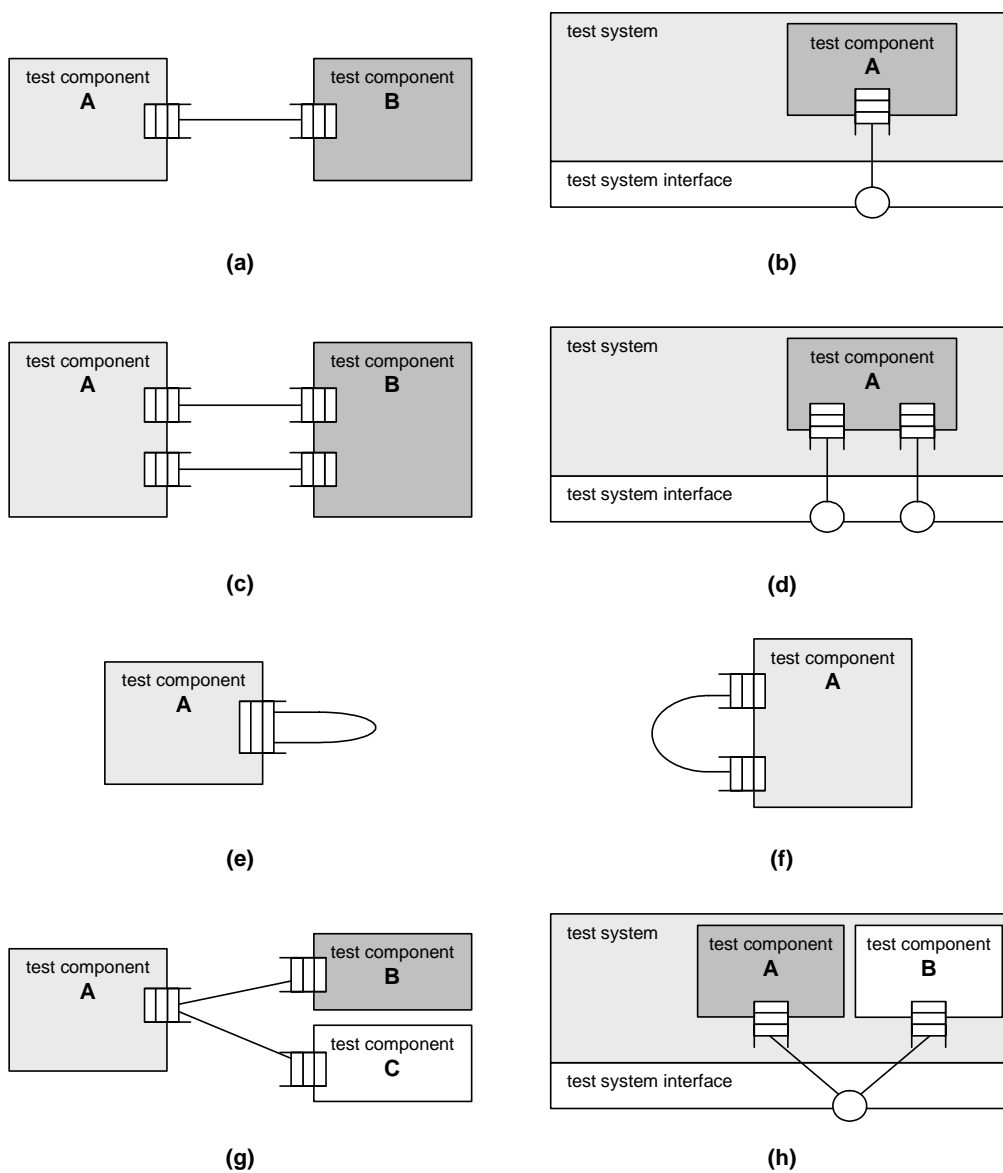 test component
A
test component
B
(a)
test system
test component
A
test system interface
(b)
test component
A
test component
B
(c)
test system
test component
A
test system interface
(d)
test component
A
(e)
test component
A
(f)
test component
A
test component
B
test component
C
(g)
test system
test component
A
test component
B
test system interface
(h)